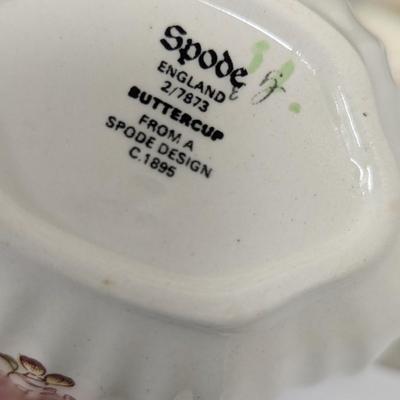 Spode
ENGLAND
2/7873
BUTTERCUP
FROM A
SPODE DESIGN
C.1895